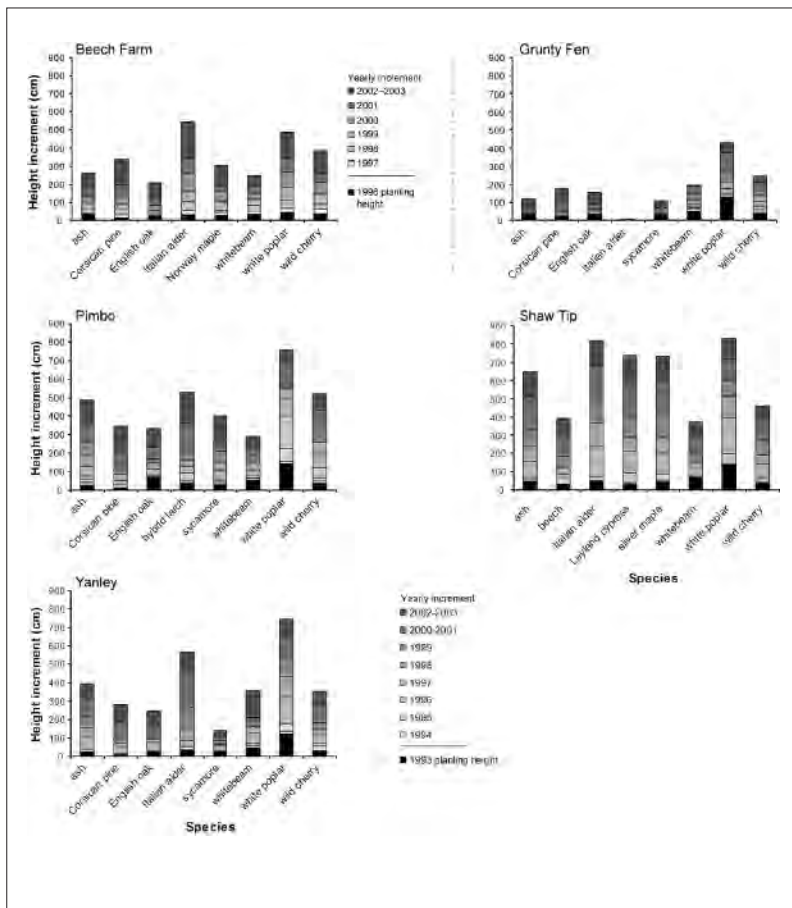 Beech Farm
Height increment (cm)
900
800
700
600
500
400
300
200
100
0
ash
Corsican pine
English oak
Italian alder
Norway maple
whitebeam
white poplar
wild cherry
Yearly increment
2002–2003
2001
2000
1999
1998
1997
1996 planting
height
Grunty Fen
900
800
700
600
500
400
300
200
100
0
ash
Corsican pine
English oak
Italian alder
sycamore
whitebeam
white poplar
wild cherry
Pimbo
Height increment (cm)
900
800
700
600
500
400
300
200
100
0
ash
Corsican pine
English oak
hybrid larch
sycamore
whitebeam
white poplar
wild cherry
Shaw Tip
900
800
700
600
500
400
300
200
100
0
ash
beech
Italian alder
Leyland cypress
silver maple
whitebeam
white poplar
wild cherry
Species
Yanley
Height increment (cm)
900
800
700
600
500
400
300
200
100
0
ash
Corsican pine
English oak
Italian alder
sycamore
whitebeam
white poplar
wild cherry
Species
Yearly increment
2002–2003
2000-2001
1999
1998
1997
1996
1995
1994
1993 planting height